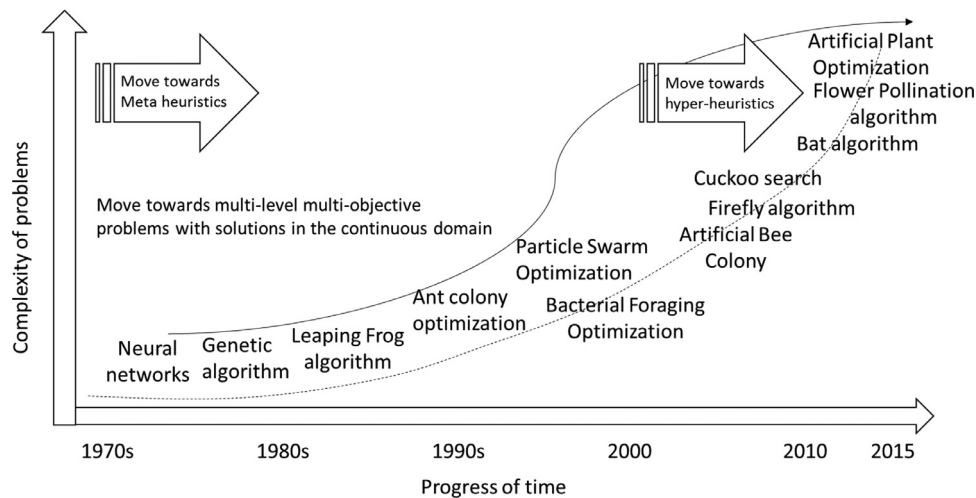 Complexity of problems
Move towards
Meta heuristics
Move towards
hyper-heuristics
Artificial Plant
Optimization
Flower Pollination
algorithm
Bat algorithm
Cuckoo search
Firefly algorithm
Artificial Bee
Colony
Move towards multi-level multi-objective
problems with solutions in the continuous domain
Particle Swarm
Optimization
Ant colony
optimization
Bacterial Foraging
Optimization
Leaping Frog
algorithm
Genetic
algorithm
Neural
networks
1970s
1980s
1990s
2000
2010
2015
Progress of time